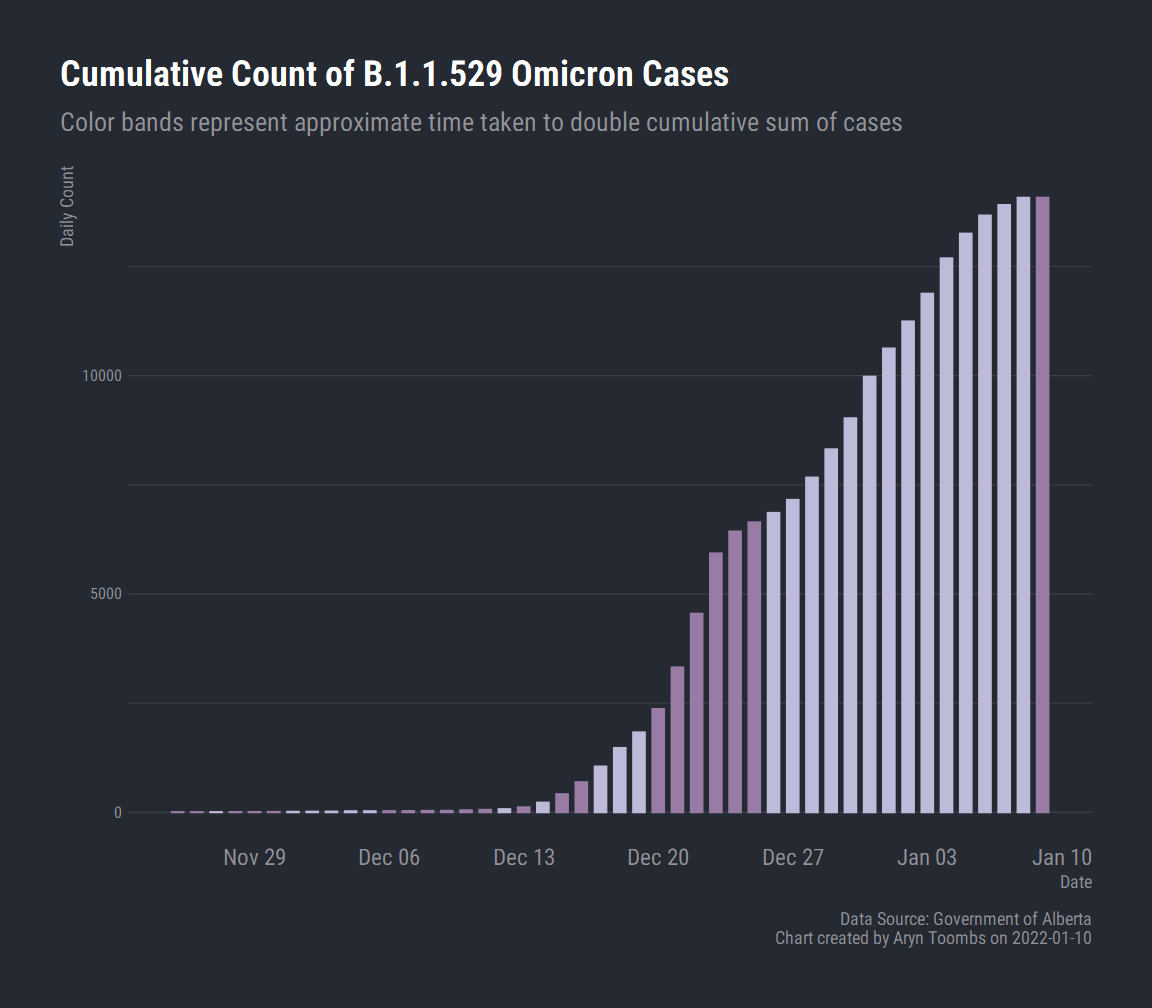 Cumulative Count of B.1.1.529 Omicron Cases
Color bands represent approximate time taken to double cumulative sum of cases
Daily Count
10000
5000
0
Nov 29 Dec 06 Dec 13 Dec 20 Dec 27 Jan 03 Jan 10
Date
Data Source: Government of Alberta
Chart created by Aryn Toombs on 2022-01-10